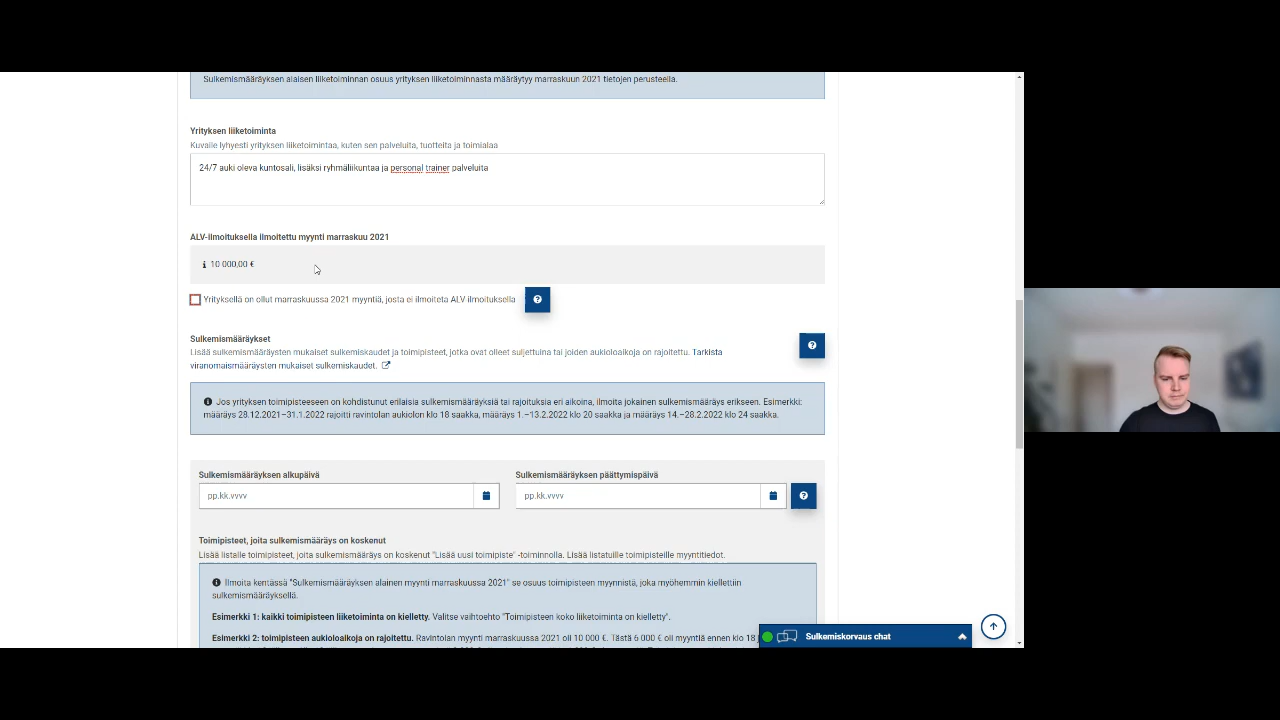 Sulkemismääräyksen alaisen liiketoiminnan osuus yrityksen liiketoiminnasta määräytyy marraskuun 2021 tietojen perusteella.
Yrityksen liiketoiminta
Kuvaile lyhyesti yrityksen liiketoimintaa, kuten sen palveluita, tuotteita ja toimialaa
24/7 auki oleva kuntosali, lisäksi ryhmäliikuntaa ja personal trainer palveluita
ALV-ilmoituksella ilmoitettu myynti marraskuu 2021
10 000,00 €
Yrityksellä on ollut marraskuussa 2021 myyntiä, josta ei ilmoiteta ALV ilmoituksella
Sulkemismääräykset
Lisää sulkemismääräysten mukaiset sulkemiskaudet ja toimipisteet, jotka ovat olleet suljettuina tai joiden aukioloaikoja on rajoitettu. Tarkista
viranomaismääräysten mukaiset sulkemiskaudet.
Jos yrityksen toimipisteeseen on kohdistunut erilaisia sulkemismääräyksiä tai rajoituksia eri aikoina, ilmoita jokainen sulkemismääräys erikseen. Esimerkki:
määräys 28.12.2021–31.1.2022 rajoitti ravintolan aukiolon klo 18 saakka, määräys 1.–13.2.2022 klo 20 saakka ja määräys 14.–28.2.2022 klo 24 saakka.
Sulkemismääräyksen alkupäivä
Sulkemismääräyksen päättymispäivä
pp.kk.vvvv
pp.kk.vvvv
Toimipisteet, joita sulkemismääräys on koskenut
Lisää listalle toimipisteet, joita sulkemismääräys on koskenut "Lisää uusi toimipiste" -toiminnolla. Lisää listatuille toimipisteille myyntitiedot.
Ilmoita kentässä "Sulkemismääräyksen alainen myynti marraskuussa 2021" se osuus toimipisteen myynnistä, joka myöhemmin kiellettiin
sulkemismääräyksellä.
Esimerkki 1: kaikki toimipisteen liiketoiminta on kielletty. Valitse vaihtoehto "Toimipisteen koko liiketoiminta on kielletty".
Esimerkki 2: toimipisteen aukioloaikoja on rajoitettu. Ravintolan myynti marraskuussa 2021 oli 10 000 €. Tästä 6 000 € oli myyntiä ennen klo 18
Sulkemiskorvaus chat